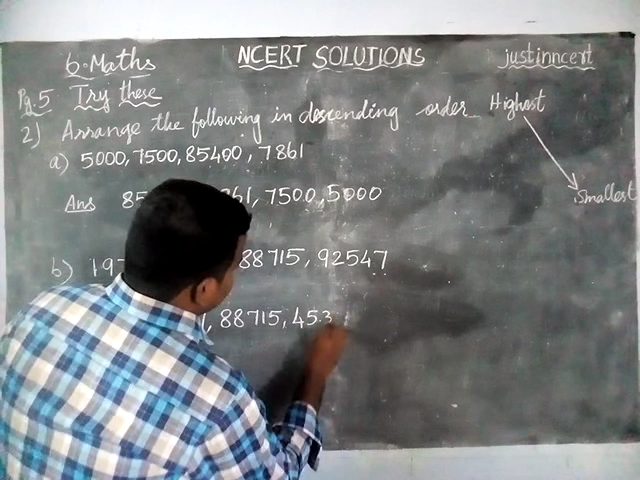 6. Maths NCERT SOLUTIONS justinncert
Pg.5 Try these
2) Arrange the following in descending order Highest
a) 5000, 7500, 85400, 7861
Smallest
Ans 85 61, 7500, 5000
b) 197 88715, 92547
, 88715, 453